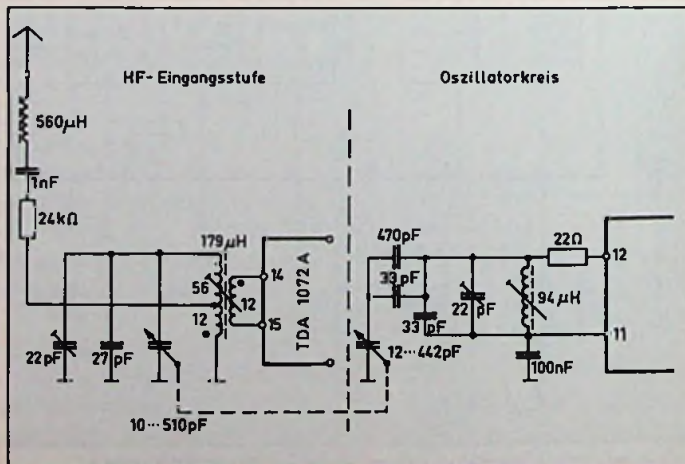 HF-Eingangsstufe
Oszillatorkreis
560µH
1nF
24kΩ
179µH
56
12
12
14
15
TDA 1072A
22pF
27pF
10···510pF
470pF
33pF
33pF
22pF
94µH
22Ω
12
11
12···442pF
100nF